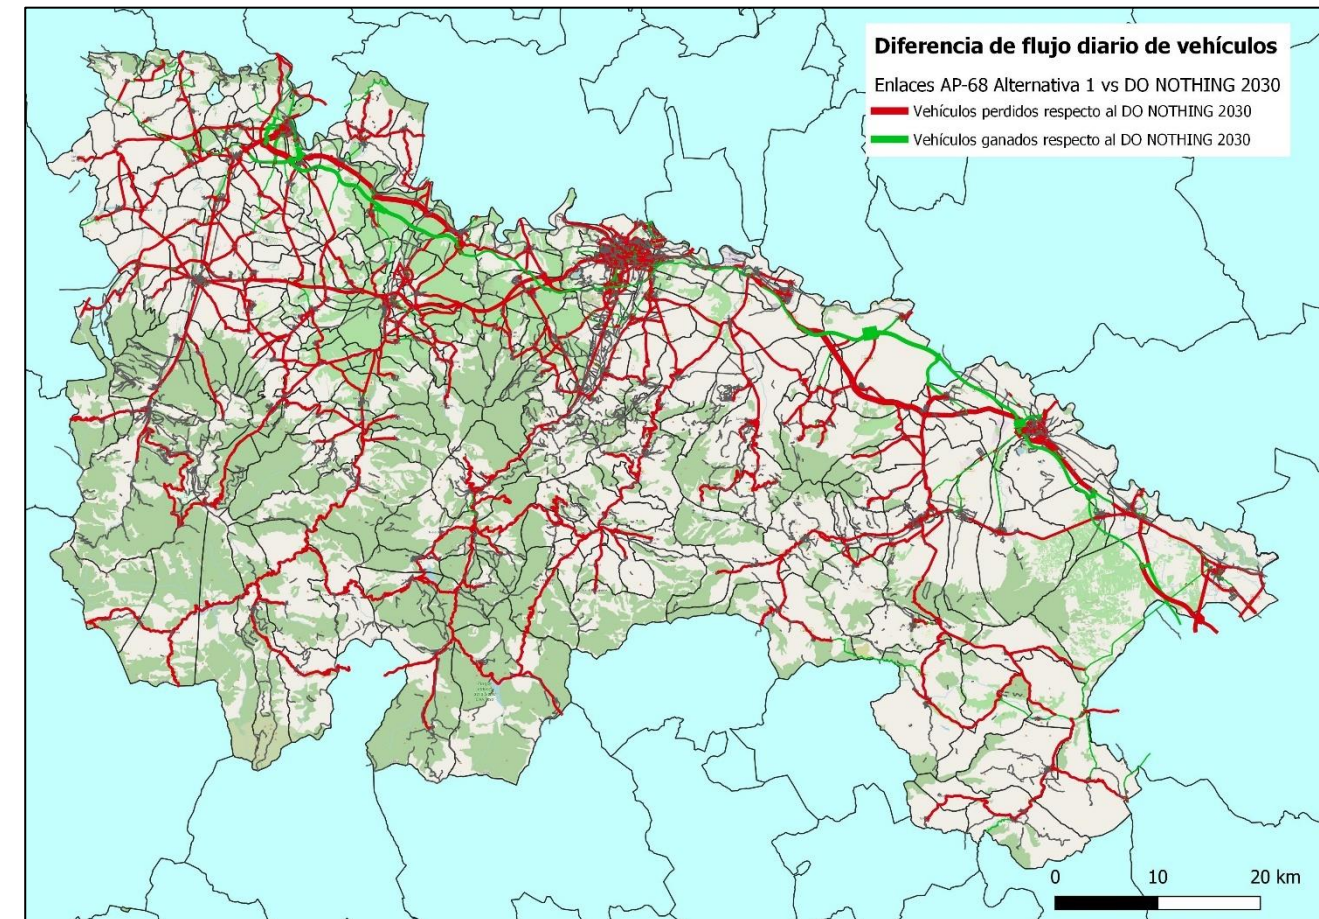 Diferencia de flujo diario de vehículos
Enlaces AP-68 Alternativa 1 vs DO NOTHING 2030
Vehículos perdidos respecto al DO NOTHING 2030
Vehículos ganados respecto al DO NOTHING 2030
0 10 20 km